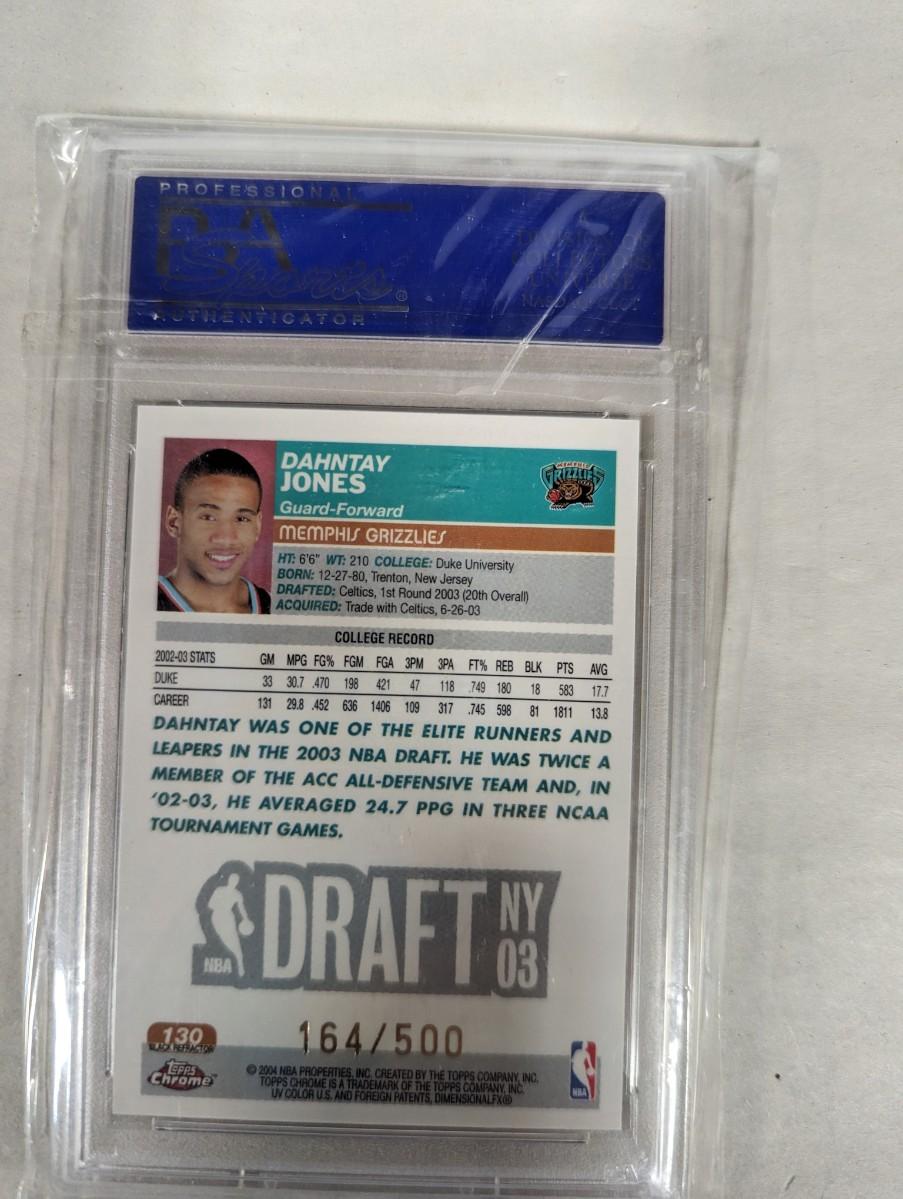 PROFESSIONAL
PSA
Sports®
AUTHENTICATOR
DIVISION OF
COLLECTORS
UNIVERSE
DAHNTAY
JONES
MEMPHIS
GRIZZLIES
Guard-Forward
MEMPHIS GRIZZLIES
HT: 6'6" WT: 210 COLLEGE: Duke University
BORN: 12-27-80, Trenton, New Jersey
DRAFTED: Celtics, 1st Round 2003 (20th Overall)
ACQUIRED: Trade with Celtics, 6-26-03
COLLEGE RECORD
2002-03 STATS GM MPG FG% FGM FGA 3PM 3PA FT% REB BLK PTS AVG
DUKE 33 30.7 .470 198 421 47 118 .749 180 18 583 17.7
CAREER 131 29.8 .452 636 1406 109 317 .745 598 81 1811 13.8
DAHNTAY WAS ONE OF THE ELITE RUNNERS AND
LEAPERS IN THE 2003 NBA DRAFT. HE WAS TWICE A
MEMBER OF THE ACC ALL-DEFENSIVE TEAM AND, IN
'02-03, HE AVERAGED 24.7 PPG IN THREE NCAA
TOURNAMENT GAMES.
NBA DRAFT NY
03
130
BLACK REFRACTOR
164/500
TOPPS
Chrome™
© 2004 NBA PROPERTIES, INC. CREATED BY THE TOPPS COMPANY, INC.
TOPPS CHROME IS A TRADEMARK OF THE TOPPS COMPANY, INC.
UV COLOR U.S. AND FOREIGN PATENTS, DIMENSIONALFX®
NBA